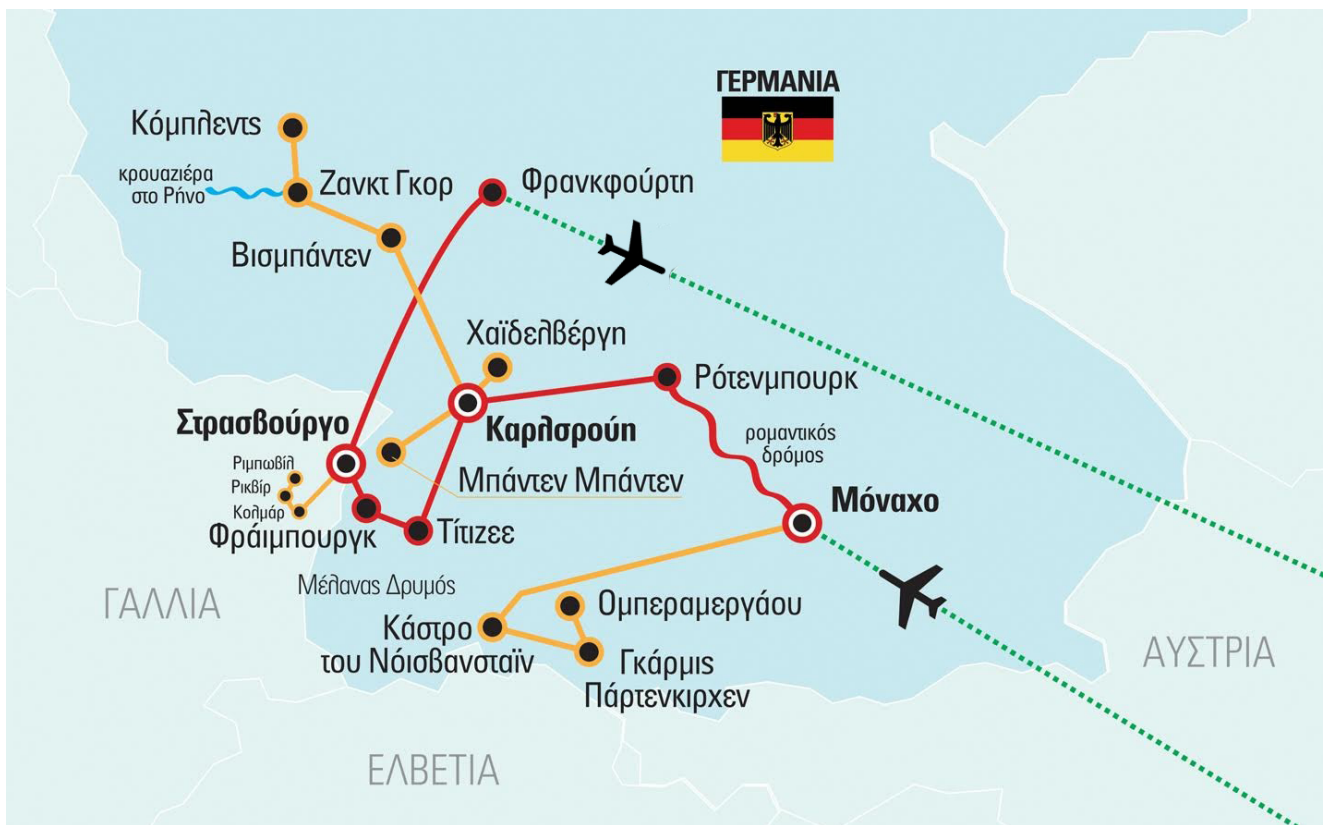 ΓΕΡΜΑΝΙΑ
Κόμπλεντς
κρουαζιέρα
στο Ρήνο
Ζανκτ Γκορ
Φρανκφούρτη
Βισμπάντεν
Χαϊδελβέργη
Ρότενμπουρκ
Στρασβούργο
Καρλσρούη
ρομαντικός
δρόμος
Ριμπωβίλ
Ρικβίρ
Κολμάρ
Μπάντεν Μπάντεν
Μόναχο
Φράιμπουργκ
Τίτιζεε
Μέλανας Δρυμός
ΓΑΛΛΙΑ
Κάστρο
του Νόισβανσταϊν
Ομπεραμεργάου
Γκάρμις
Πάρτενκιρχεν
ΑΥΣΤΡΙΑ
ΕΛΒΕΤΙΑ